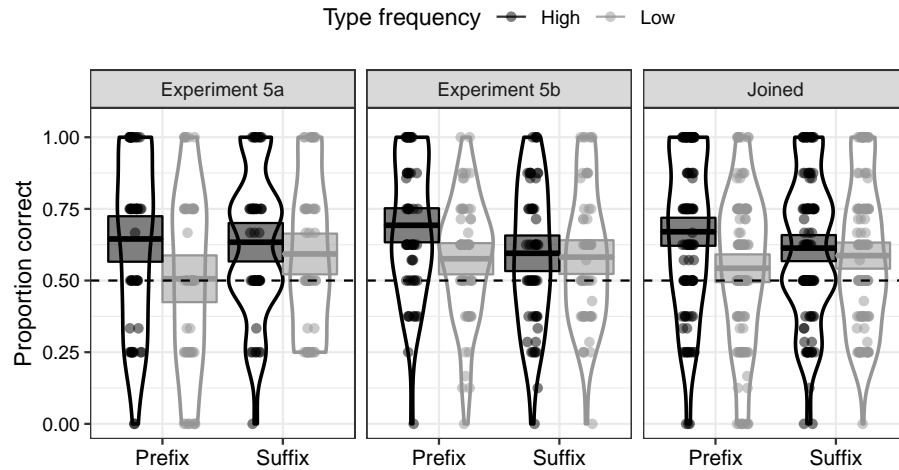 Type frequency High Low
Experiment 5a Experiment 5b Joined
Proportion correct
1.00
0.75
0.50
0.25
0.00
Prefix Suffix Prefix Suffix Prefix Suffix